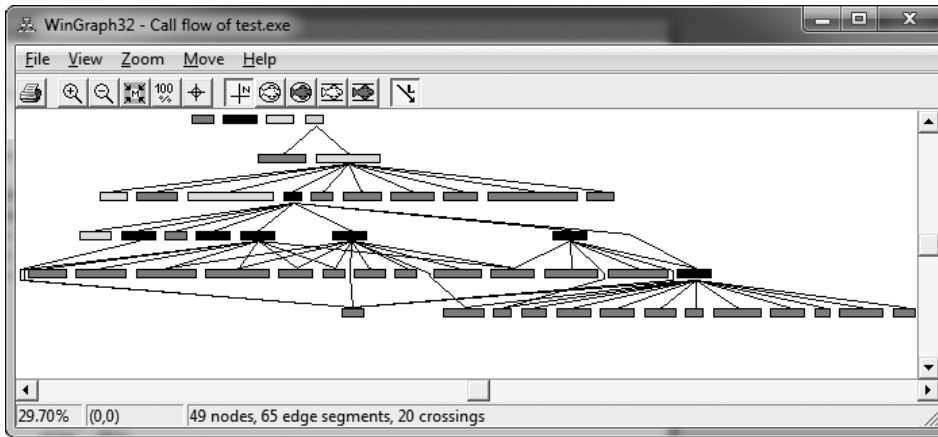 WinGraph32 - Call flow of test.exe
File View Zoom Move Help
100 %
N
29.70% (0,0) 49 nodes, 65 edge segments, 20 crossings